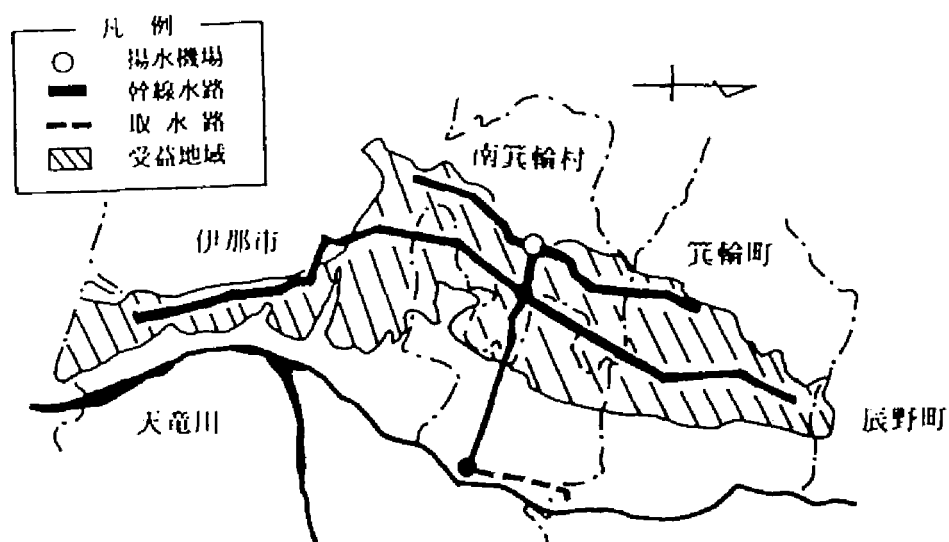 凡例
揚水機場
幹線水路
取水路
受益地域
南箕輪村
伊那市
箕輪町
天竜川
辰野町